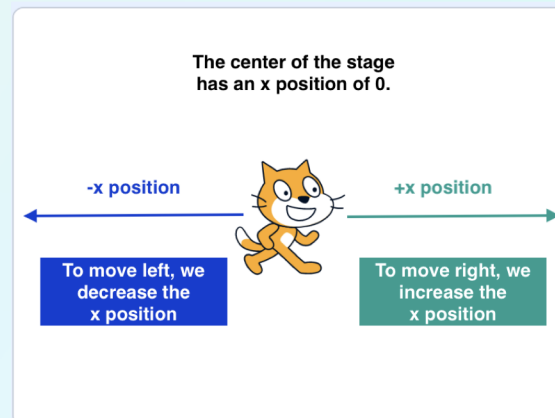 The center of the stage
has an x position of 0.
-x position
+x position
To move left, we
decrease the
x position
To move right, we
increase the
x position